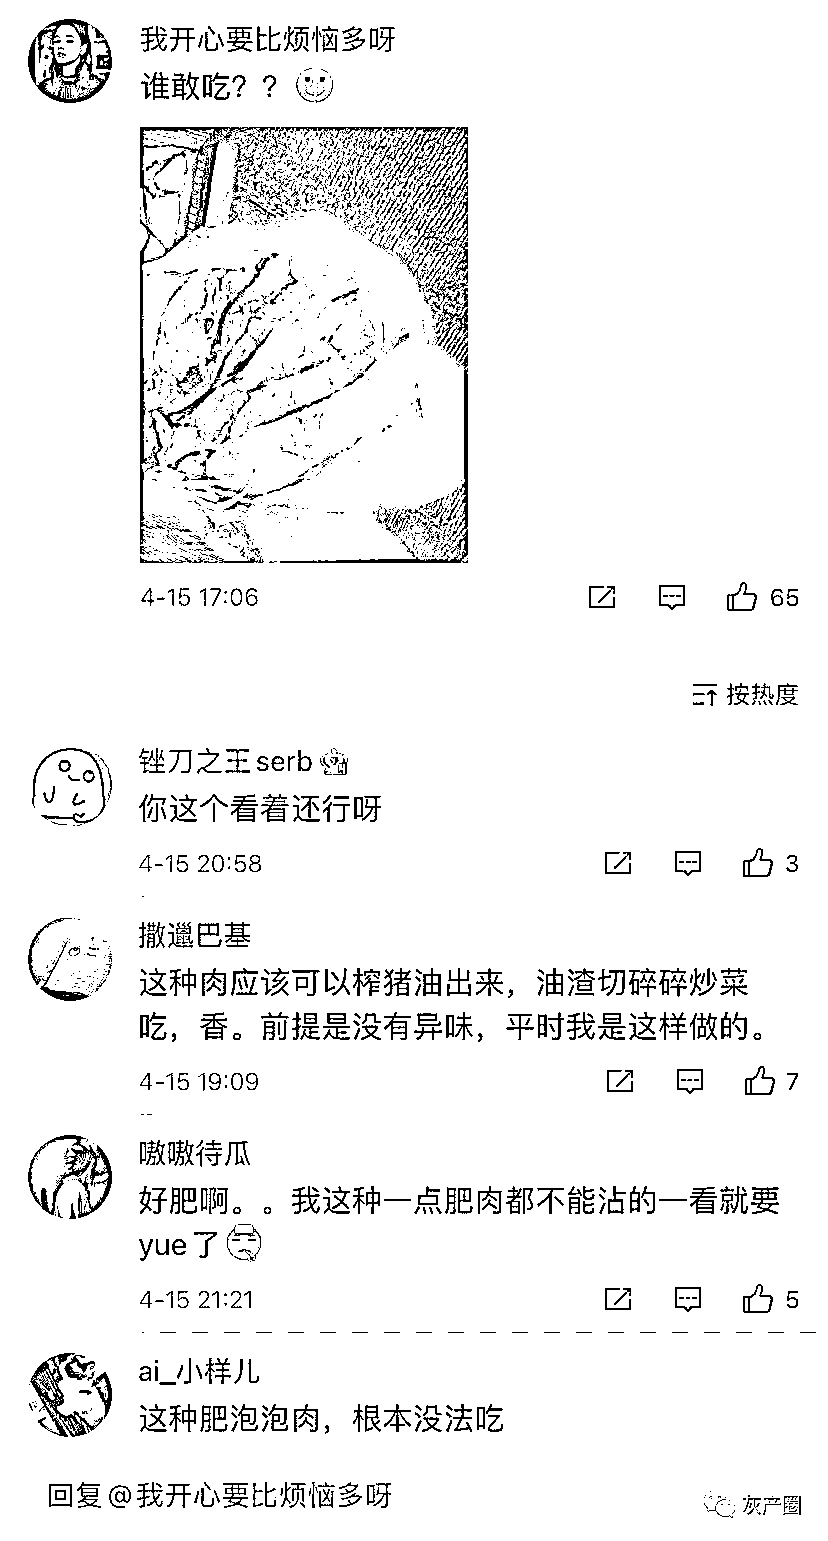 我开心要比烦恼多呀
谁敢吃？？
4-15 17:06
65
按热度
锉刀之王serb
你这个看着还行呀
4-15 20:58
3
撒邋巴基
这种肉应该可以榨猪油出来，油渣切碎碎炒菜
吃，香。前提是没有异味，平时我是这样做的。
4-15 19:09
7
嗷嗷待瓜
好肥啊。。我这种一点肥肉都不能沾的一看就要
yue了
4-15 21:21
5
ai_小样儿
这种肥泡泡肉，根本没法吃
回复@我开心要比烦恼多呀
灰产圈